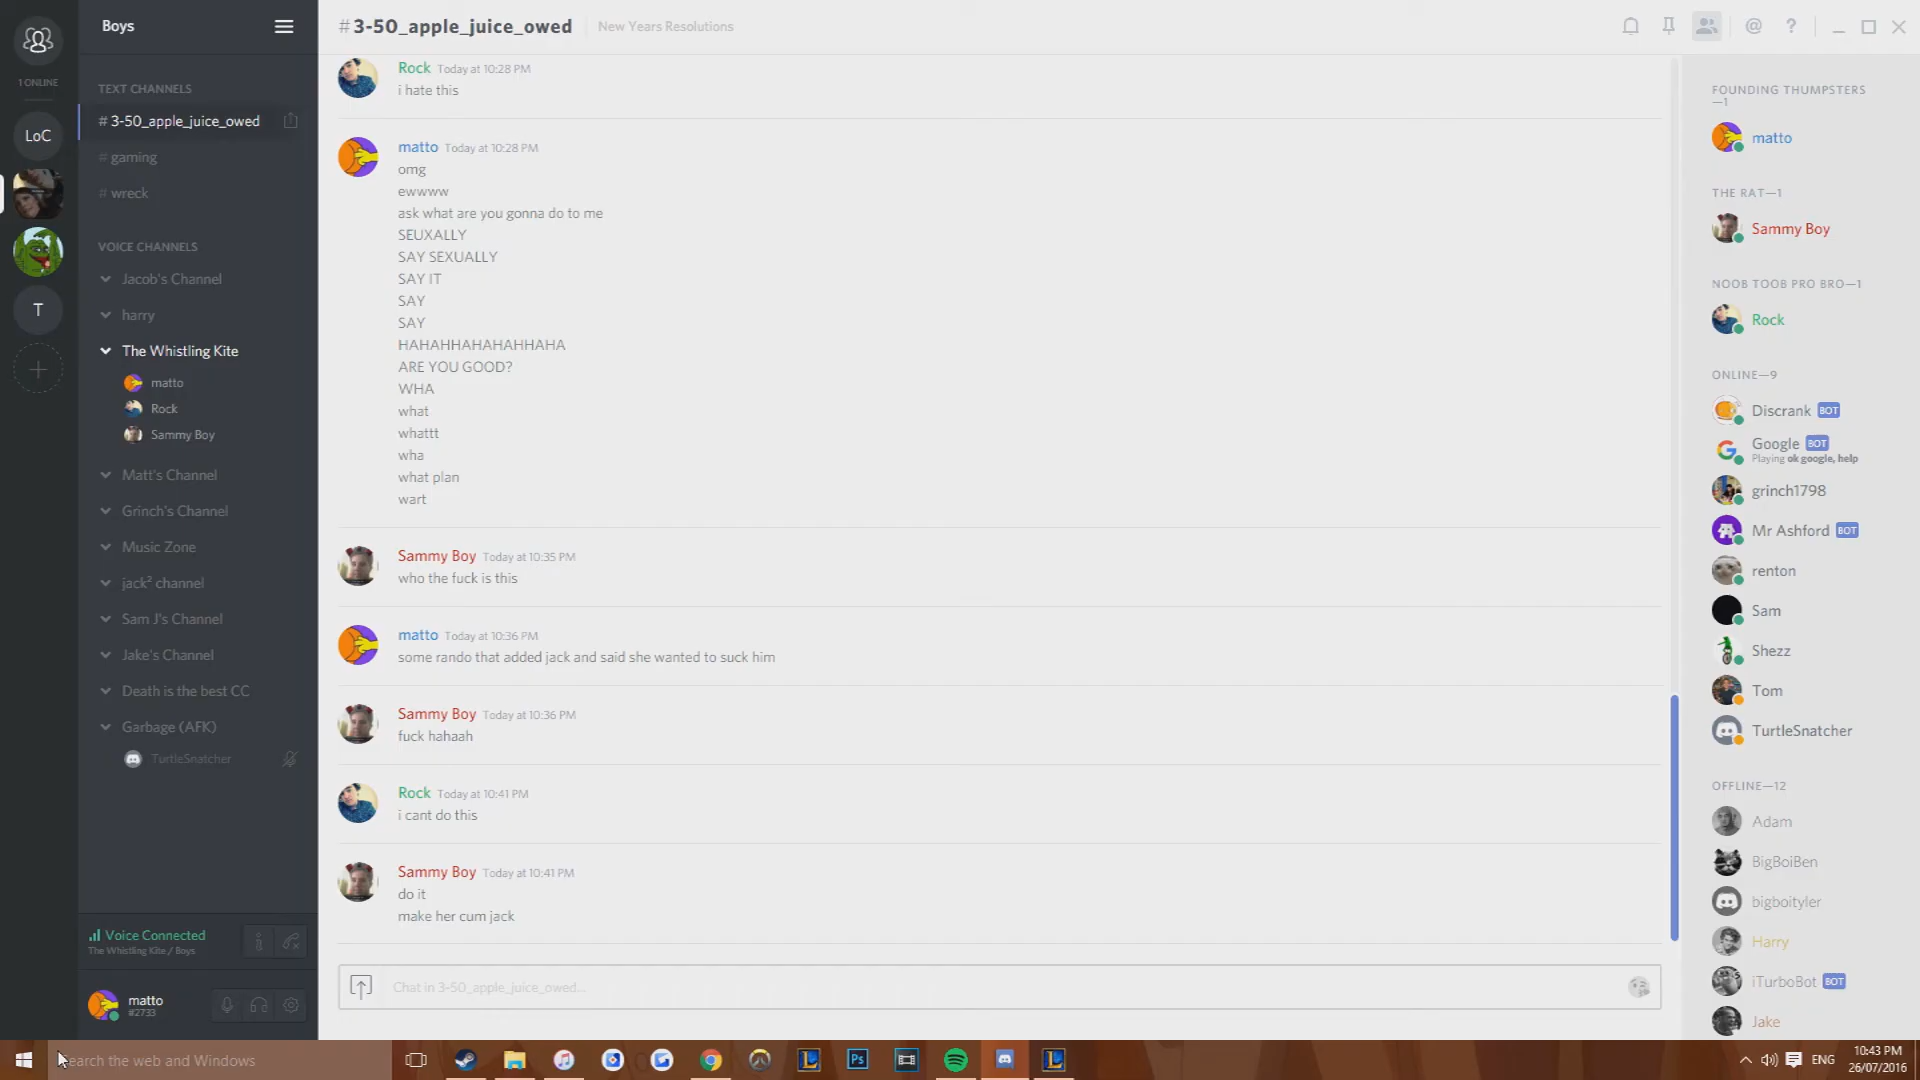 Boys
#3-50_apple_juice_owed
New Years Resolutions
1 ONLINE
LoC
T
TEXT CHANNELS
# 3-50_apple_juice_owed
# gaming
# wreck
VOICE CHANNELS
Jacob's Channel
harry
The Whistling Kite
matto
Rock
Sammy Boy
Matt's Channel
Grinch's Channel
Music Zone
jack² channel
Sam J's Channel
Jake's Channel
Death is the best CC
Garbage (AFK)
TurtleSnatcher
Voice Connected
The Whistling Kite / Boys
matto
#2733
Rock Today at 10:28 PM
i hate this
matto Today at 10:28 PM
omg
ewwww
ask what are you gonna do to me
SEUXALLY
SAY SEXUALLY
SAY IT
SAY
SAY
HAHAHHAHAHAHHAHA
ARE YOU GOOD?
WHA
what
whattt
wha
what plan
wart
Sammy Boy Today at 10:35 PM
who the fuck is this
matto Today at 10:36 PM
some rando that added jack and said she wanted to suck him
Sammy Boy Today at 10:36 PM
fuck hahaah
Rock Today at 10:41 PM
i cant do this
Sammy Boy Today at 10:41 PM
do it
make her cum jack
Chat in 3-50_apple_juice_owed...
FOUNDING THUMPSTERS
—1
matto
THE RAT—1
Sammy Boy
NOOB TOOB PRO BRO—1
Rock
ONLINE—9
Discrank BOT
Google BOT
Playing ok google, help
grinch1798
Mr Ashford BOT
renton
Sam
Shezz
Tom
TurtleSnatcher
OFFLINE—12
Adam
BigBoiBen
bigboityler
Harry
iTurboBot BOT
Jake
Search the web and Windows
Ps
ENG
10:43 PM
26/07/2016